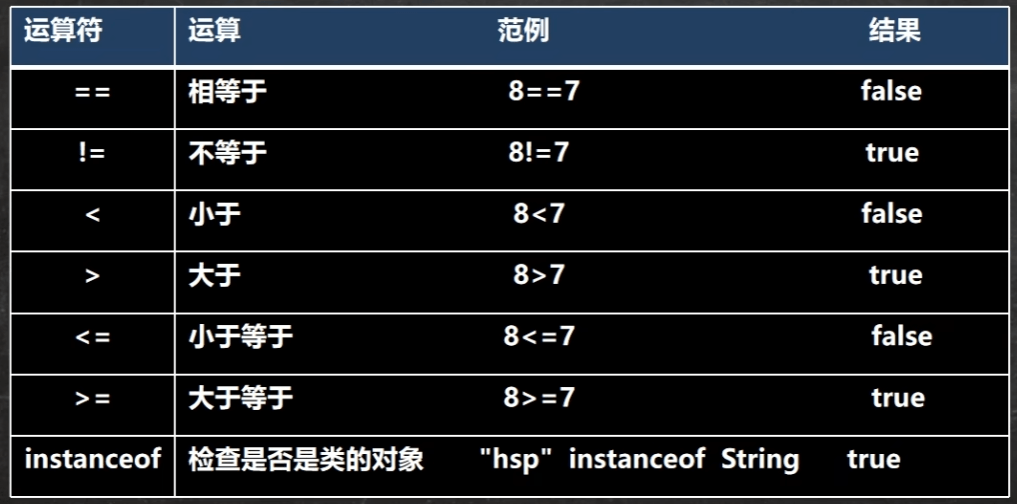 运算符 运算 范例 结果
== 相等于 8==7 false
!= 不等于 8!=7 true
< 小于 8<7 false
> 大于 8>7 true
<= 小于等于 8<=7 false
>= 大于等于 8>=7 true
instanceof 检查是否是类的对象 "hsp" instanceof String true